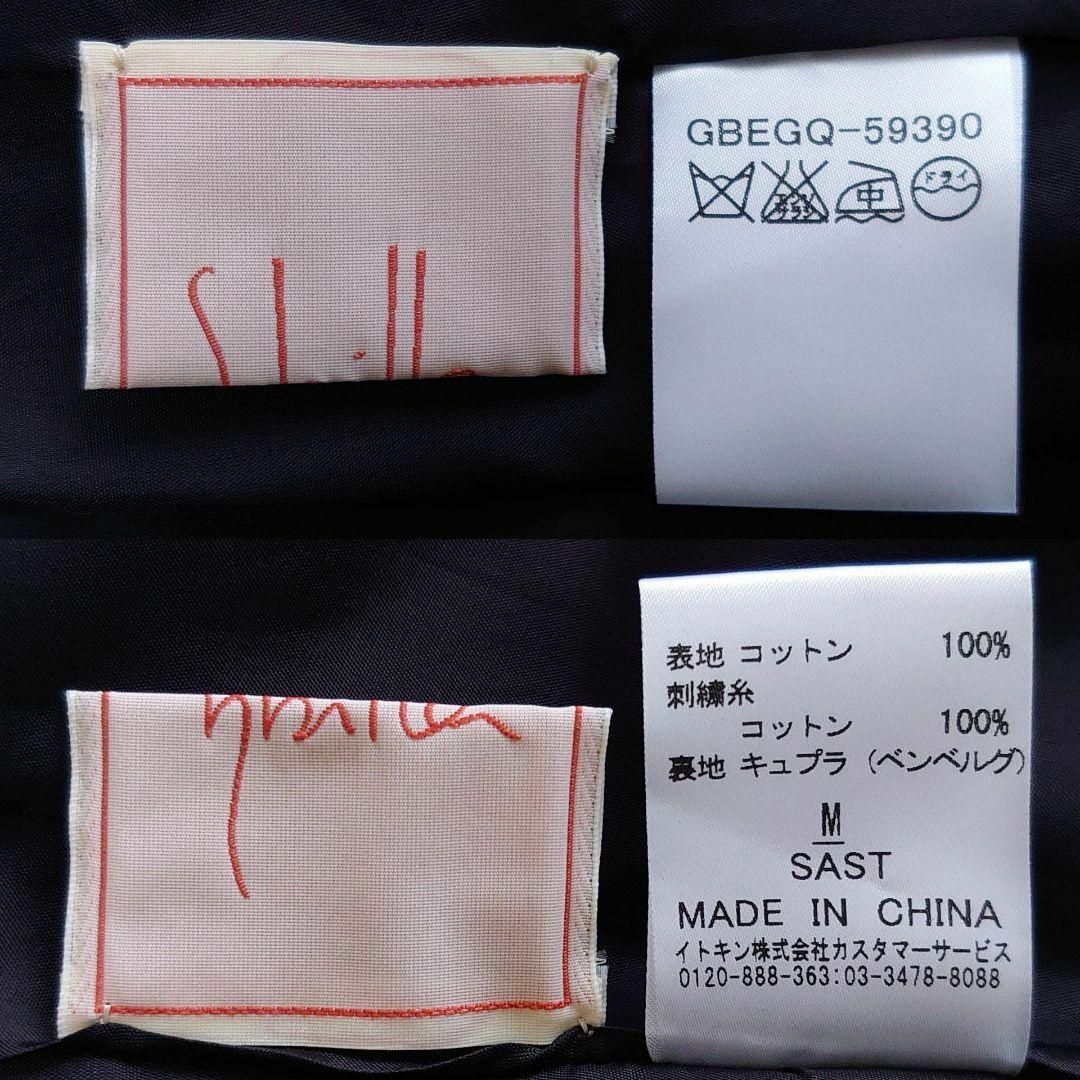 GBEGQ-59390
中 ドライ
表地 コットン 100%
刺繍糸
コットン 100%
裏地 キュプラ (ベンベルグ)
M
SAST
MADE IN CHINA
イトキン株式会社カスタマーサービス
0120-888-363:03-3478-8088